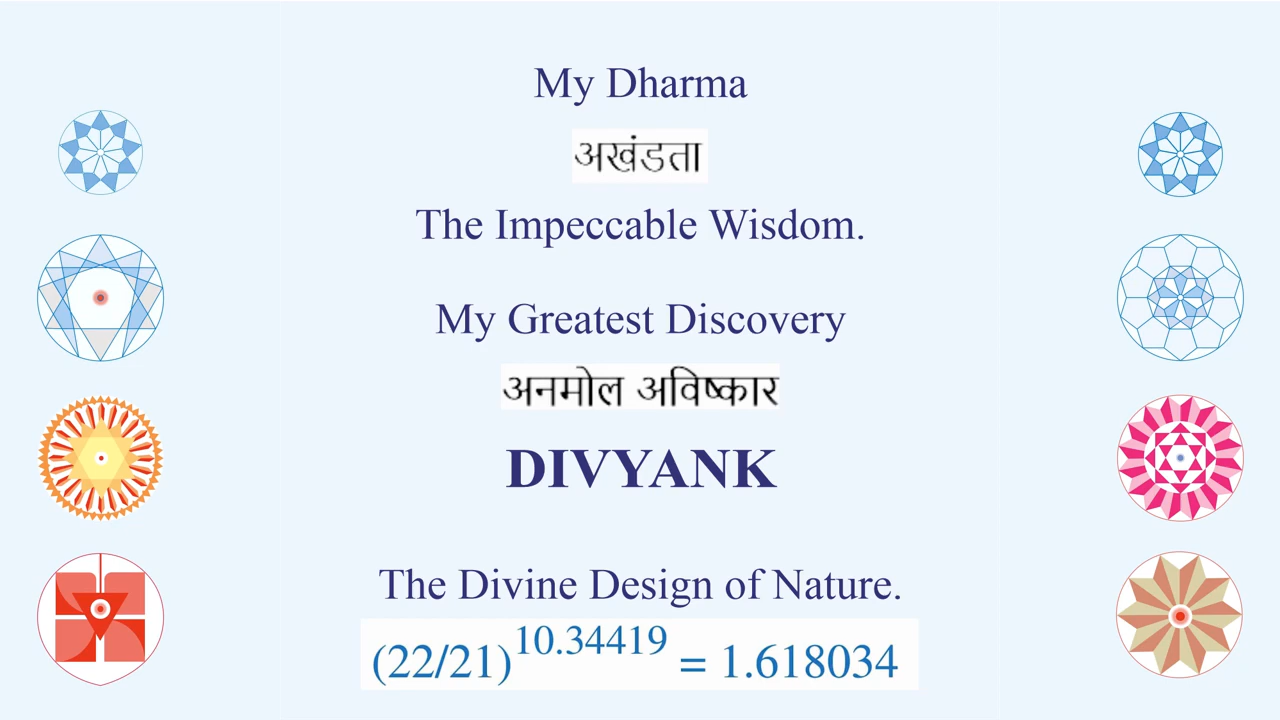 My Dharma
अखंडता
The Impeccable Wisdom.
My Greatest Discovery
अनमोल अविष्कार
DIVYANK
The Divine Design of Nature.
(22/21)^10.34419 = 1.618034